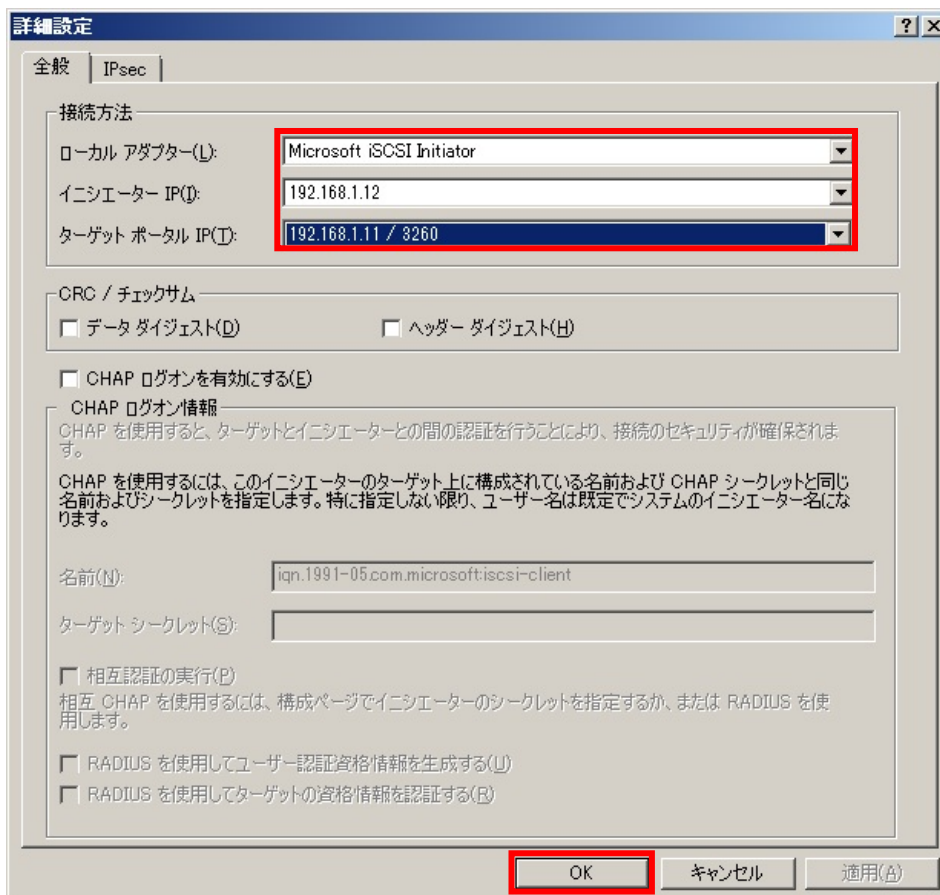 詳細設定
全般
IPsec
接続方法
ローカル アダプター(L):
Microsoft iSCSI Initiator
イニシエーター IP(I):
192.168.1.12
ターゲット ポータル IP(T):
192.168.1.11 / 3260
CRC / チェックサム
データ ダイジェスト(D)
ヘッダー ダイジェスト(H)
CHAP ログオンを有効にする(E)
CHAP ログオン情報
CHAP を使用すると、ターゲットとイニシエーターとの間の認証を行うことにより、接続のセキュリティが確保されま
す。
CHAP を使用するには、このイニシエーターのターゲット上に構成されている名前および CHAP シークレットと同じ
名前およびシークレットを指定します。特に指定しない限り、ユーザー名は既定でシステムのイニシエーター名にな
ります。
名前(N):
iqn.1991-05.com.microsoft:iscsi-client
ターゲット シークレット(S):
相互認証の実行(P)
相互 CHAP を使用するには、構成ページでイニシエーターのシークレットを指定するか、または RADIUS を使
用します。
RADIUS を使用してユーザー認証資格情報を生成する(U)
RADIUS を使用してターゲットの資格情報を認証する(R)
OK
キャンセル
適用(A)